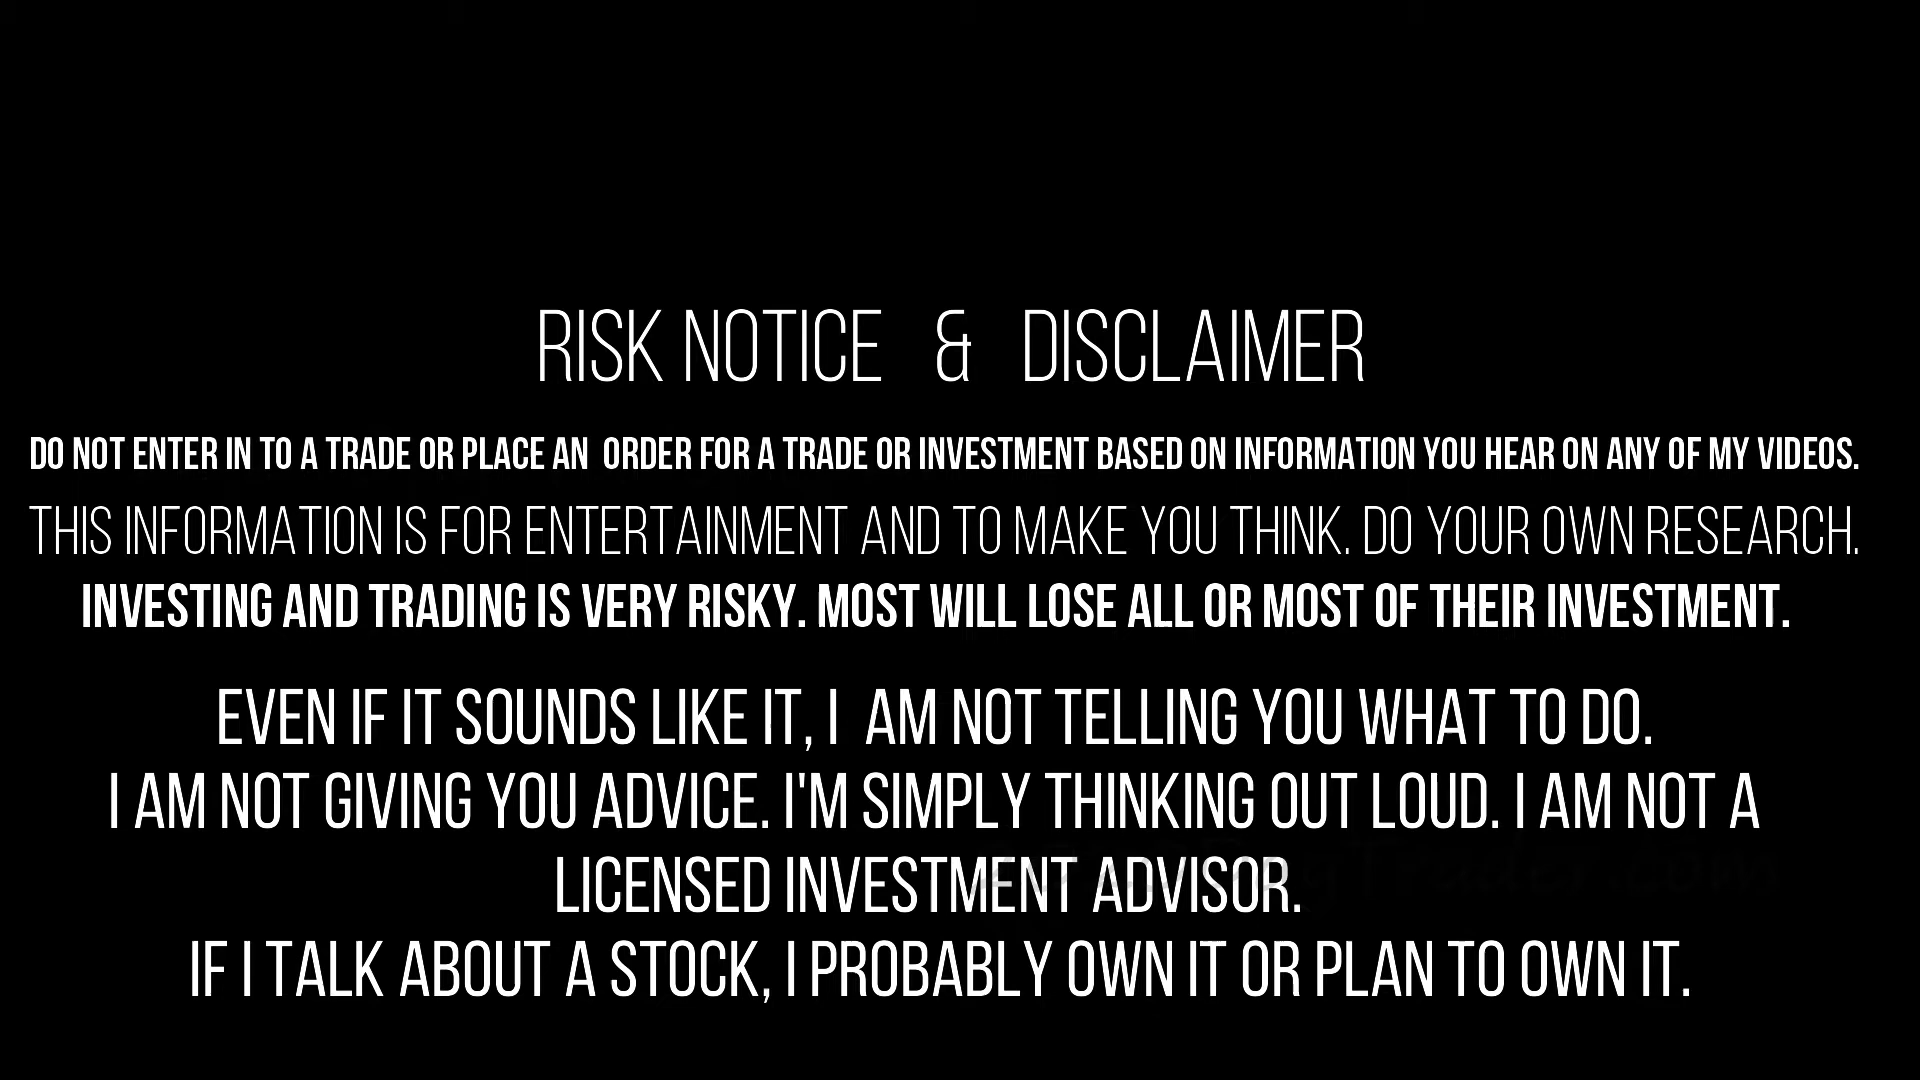 RISK NOTICE & DISCLAIMER
DO NOT ENTER IN TO A TRADE OR PLACE AN ORDER FOR A TRADE OR INVESTMENT BASED ON INFORMATION YOU HEAR ON ANY OF MY VIDEOS.
THIS INFORMATION IS FOR ENTERTAINMENT AND TO MAKE YOU THINK. DO YOUR OWN RESEARCH.
INVESTING AND TRADING IS VERY RISKY. MOST WILL LOSE ALL OR MOST OF THEIR INVESTMENT.
EVEN IF IT SOUNDS LIKE IT, I AM NOT TELLING YOU WHAT TO DO.
I AM NOT GIVING YOU ADVICE. I'M SIMPLY THINKING OUT LOUD. I AM NOT A
LICENSED INVESTMENT ADVISOR.
IF I TALK ABOUT A STOCK, I PROBABLY OWN IT OR PLAN TO OWN IT.